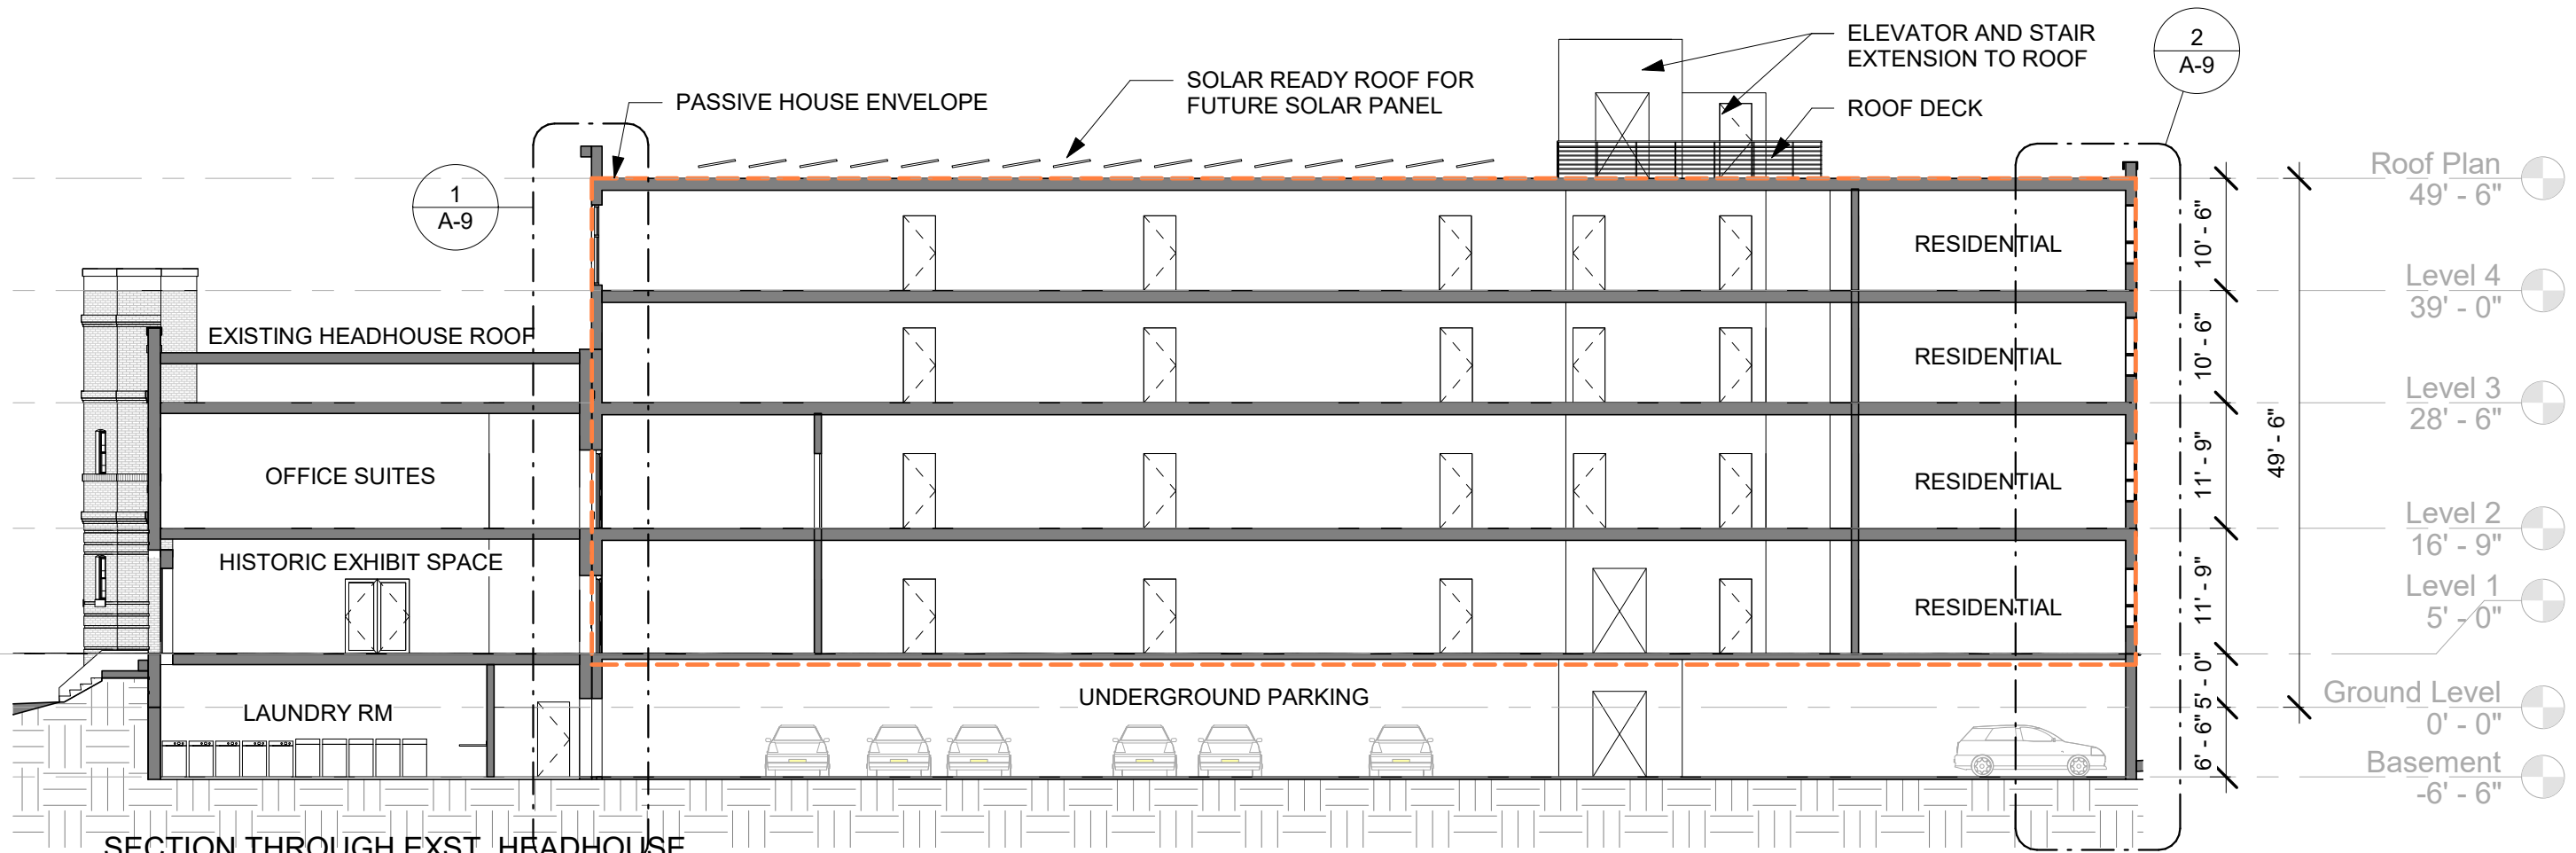 ELEVATOR AND STAIR
EXTENSION TO ROOF
2
A-9
SOLAR READY ROOF FOR
FUTURE SOLAR PANEL
PASSIVE HOUSE ENVELOPE
ROOF DECK
1
A-9
Roof Plan
49' - 6"
10' - 6"
RESIDENTIAL
Level 4
39' - 0"
EXISTING HEADHOUSE ROOF
10' - 6"
RESIDENTIAL
Level 3
28' - 6"
49' - 6"
OFFICE SUITES
RESIDENTIAL
11' - 9"
Level 2
16' - 9"
HISTORIC EXHIBIT SPACE
RESIDENTIAL
11' - 9"
Level 1
5' - 0"
UNDERGROUND PARKING
5' - 0"
Ground Level
0' - 0"
LAUNDRY RM
6' - 6"
Basement
-6' - 6"
SECTION THROUGH EXST. HEADHOUSE